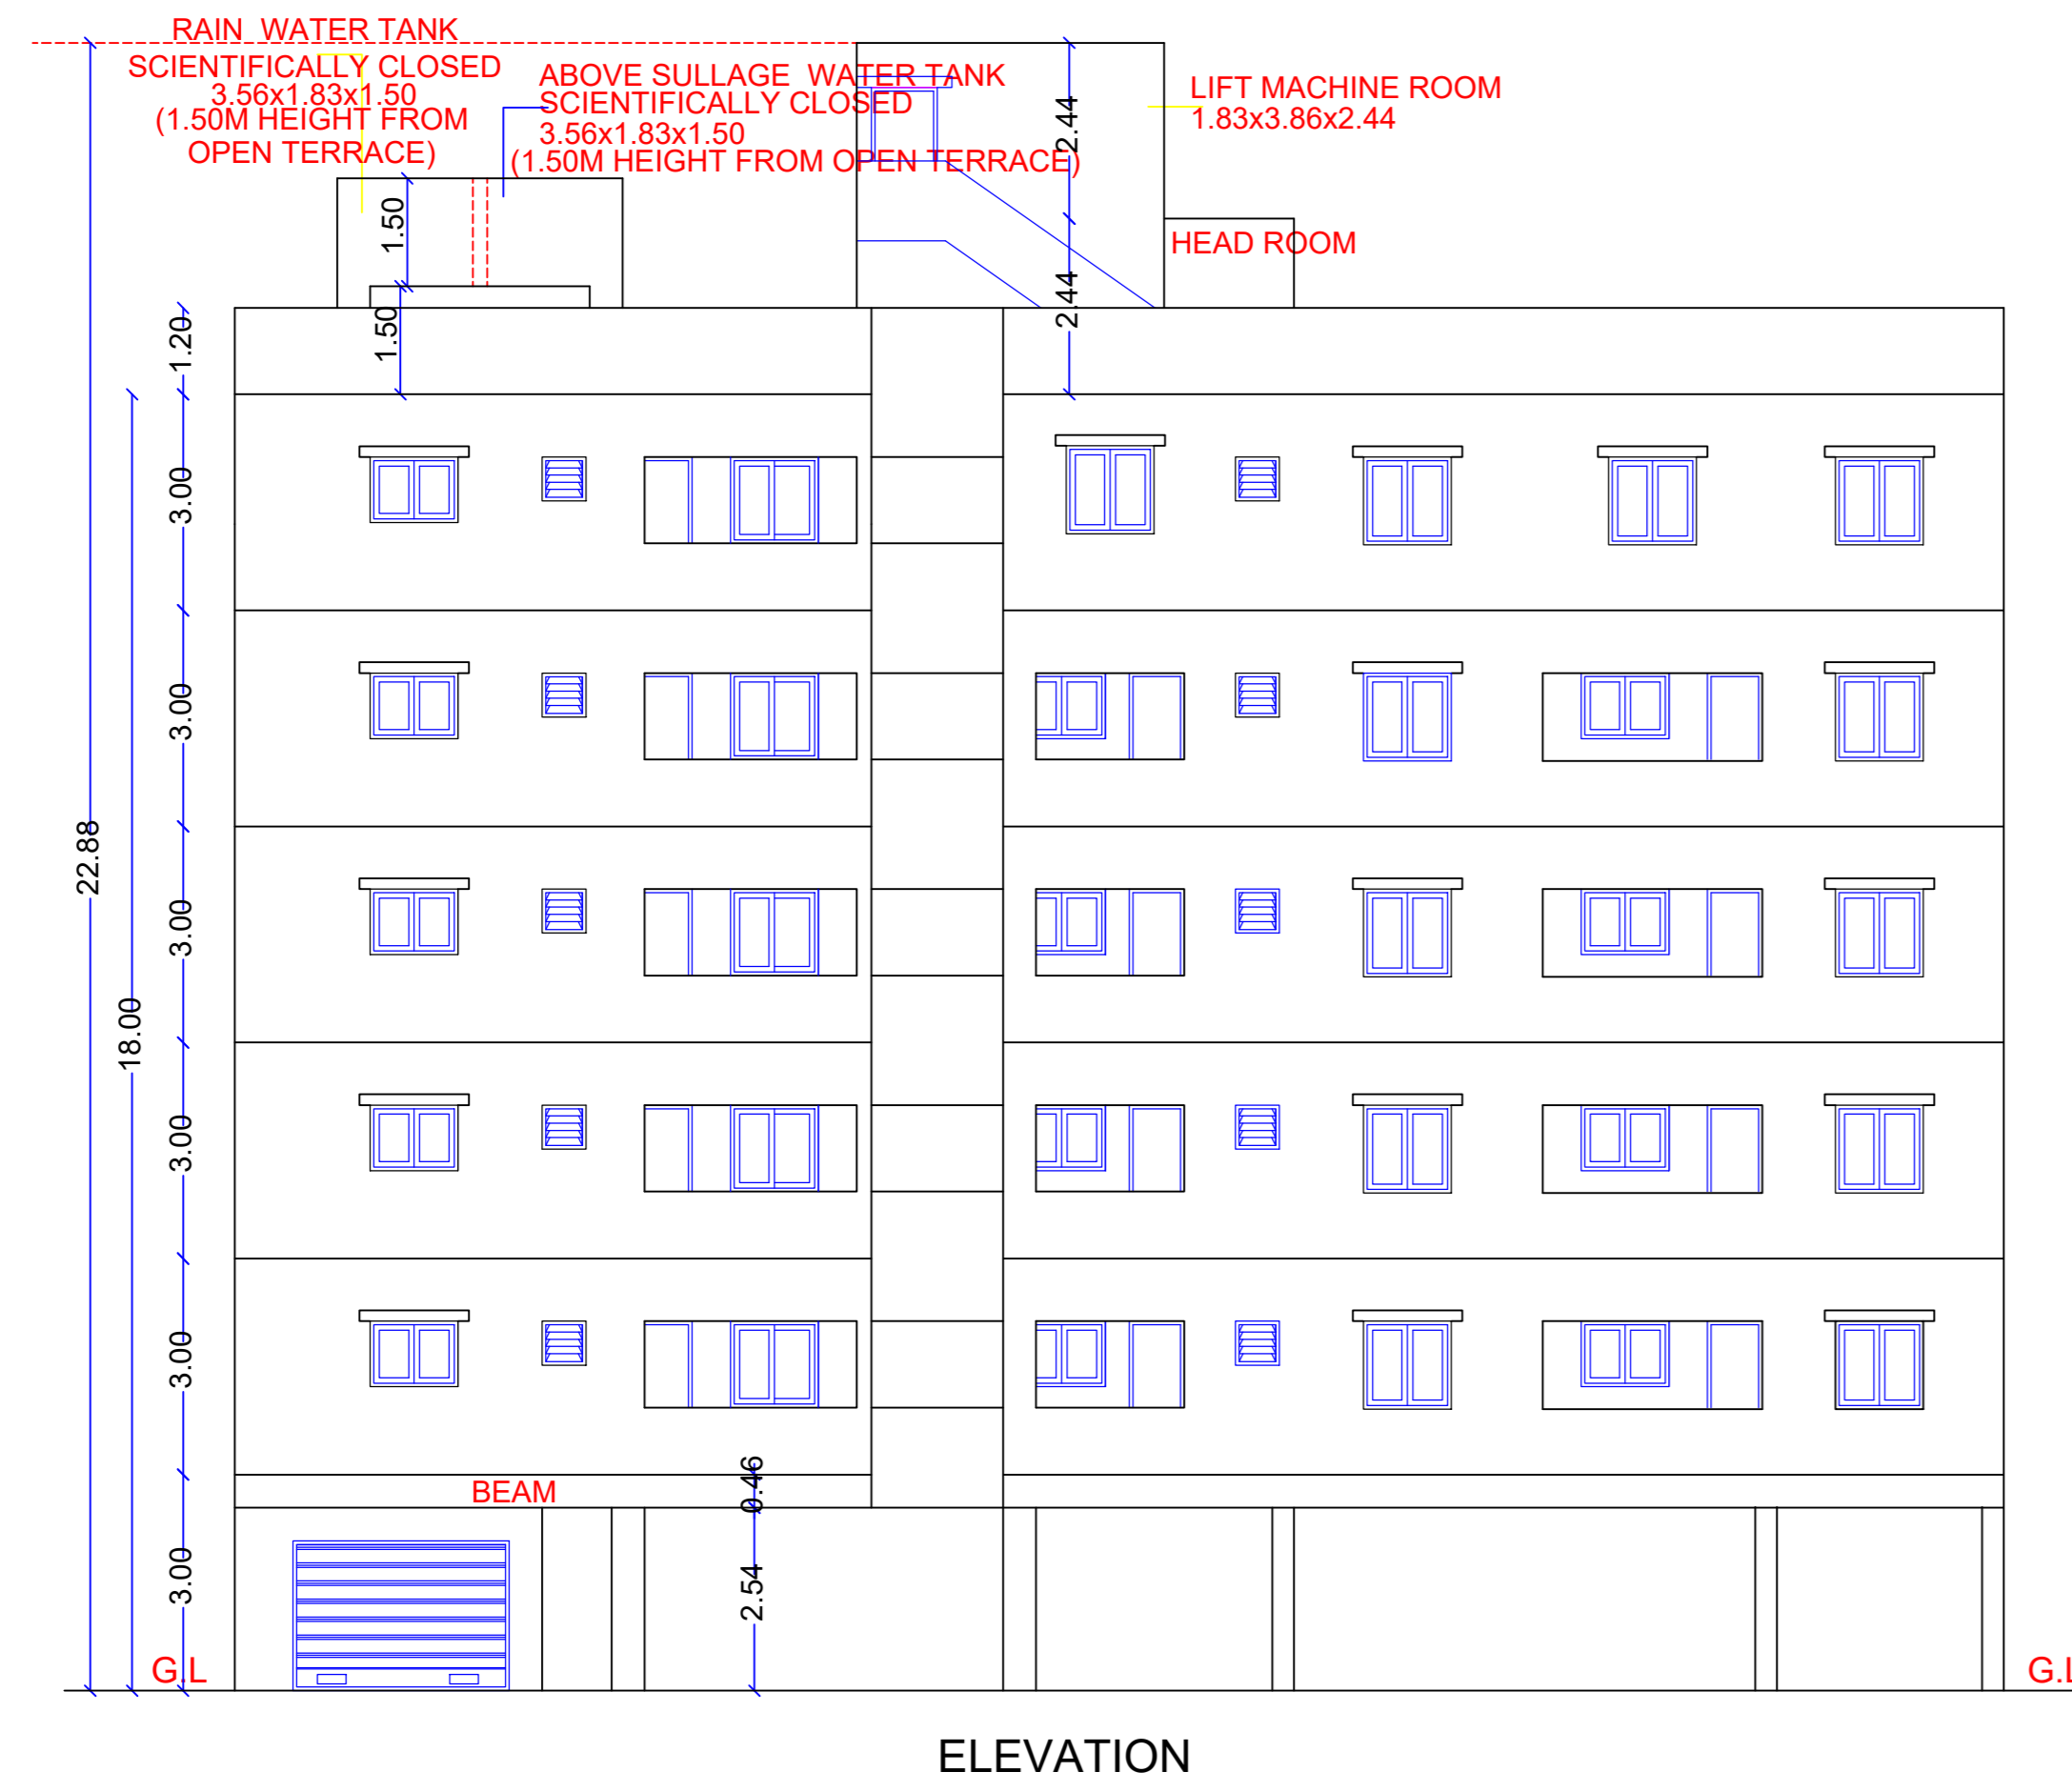 RAIN WATER TANK
SCIENTIFICALLY CLOSED
3.56x1.83x1.50
(1.50M HEIGHT FROM
OPEN TERRACE)
ABOVE SULLAGE WATER TANK
SCIENTIFICALLY CLOSED
3.56x1.83x1.50
(1.50M HEIGHT FROM OPEN TERRACE)
LIFT MACHINE ROOM
1.83x3.86x2.44
HEAD ROOM
2.44
2.44
1.50
1.50
1.20
3.00
3.00
3.00
3.00
3.00
3.00
22.88
18.00
BEAM
0.46
2.54
G.L
G.L
ELEVATION